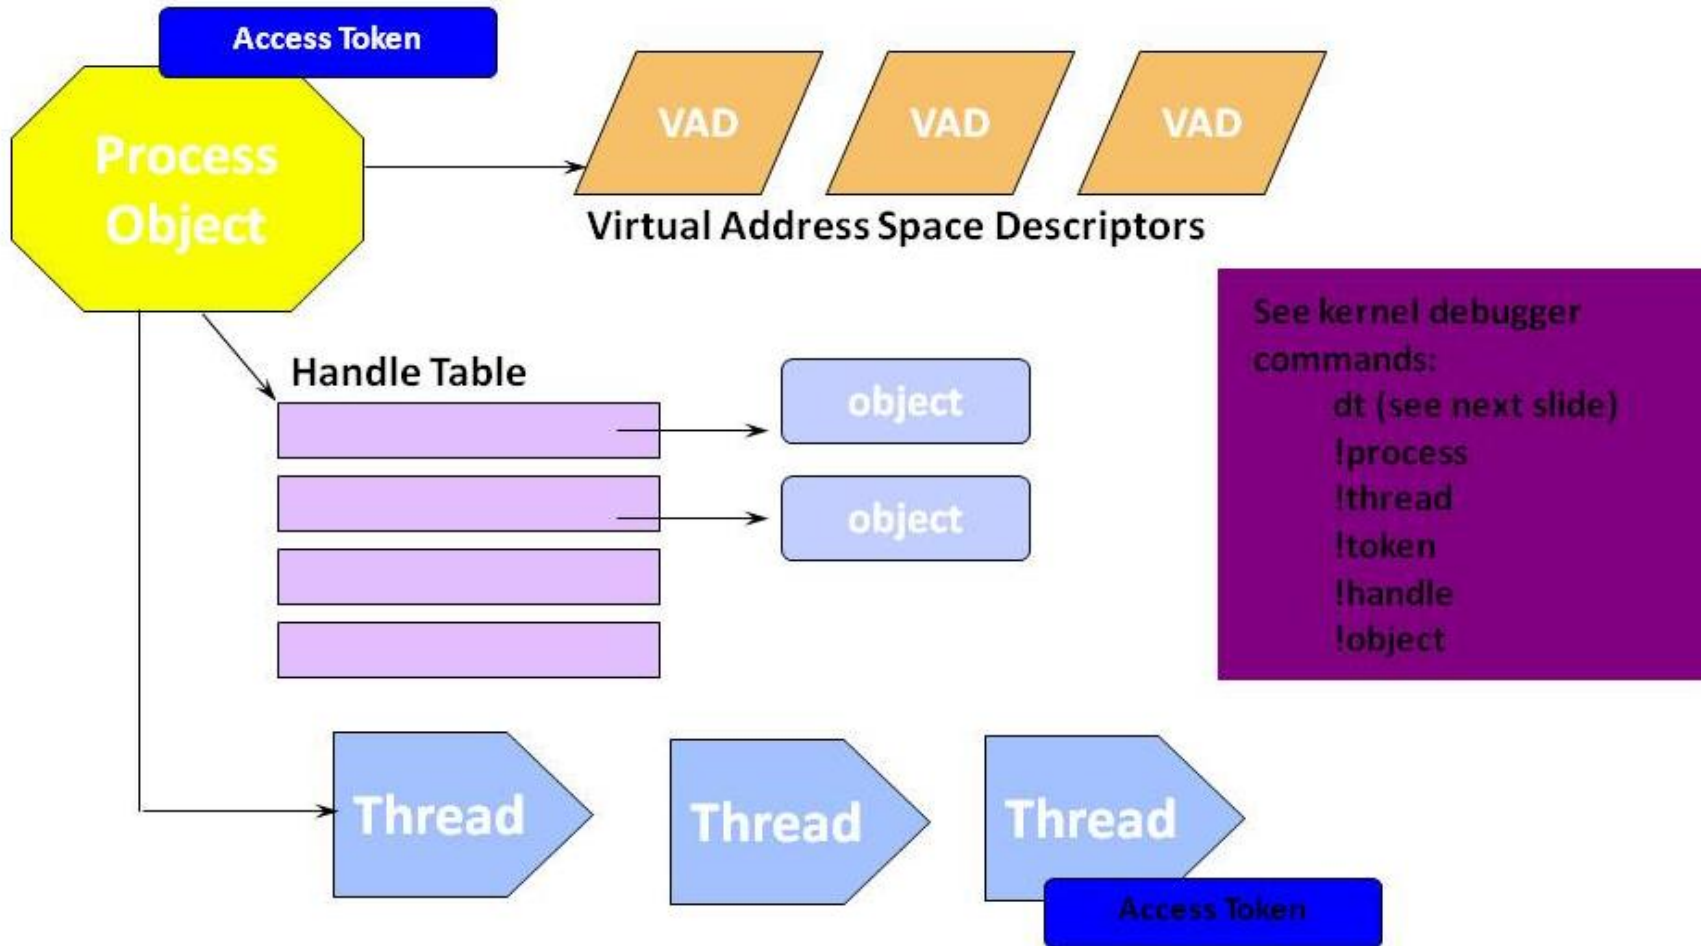 Access Token
Process
Object
VAD
VAD
VAD
Virtual Address Space Descriptors
Handle Table
object
object
See kernel debugger
commands:
dt (see next slide)
!process
!thread
!token
!handle
!object
Thread
Thread
Thread
Access Token